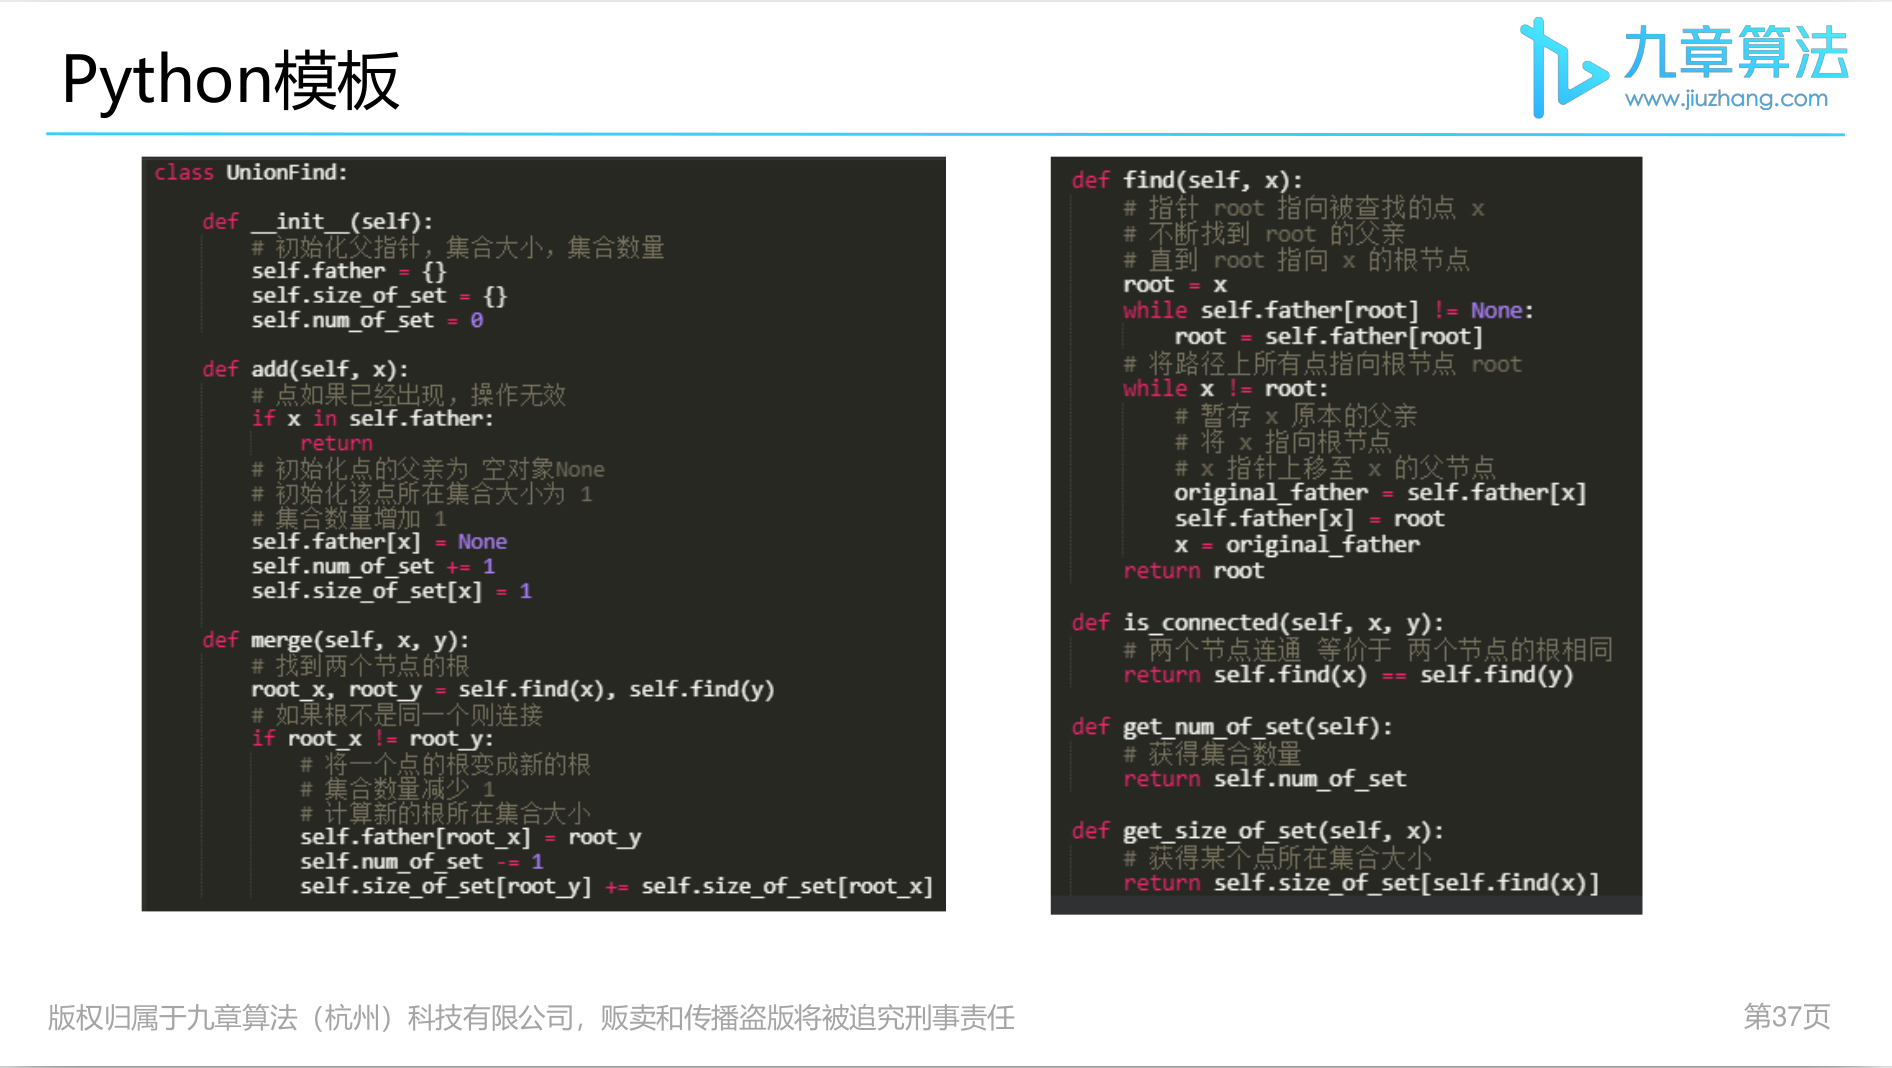 Python模板
九章算法
www.jiuzhang.com
class UnionFind:
    def __init__(self):
        # 初始化父指针，集合大小，集合数量
        self.father = {}
        self.size_of_set = {}
        self.num_of_set = 0
    def add(self, x):
        # 点如果已经出现，操作无效
        if x in self.father:
            return
        # 初始化点的父亲为 空对象None
        # 初始化该点所在集合大小为 1
        # 集合数量增加 1
        self.father[x] = None
        self.num_of_set += 1
        self.size_of_set[x] = 1
    def merge(self, x, y):
        # 找到两个节点的根
        root_x, root_y = self.find(x), self.find(y)
        # 如果根不是同一个则连接
        if root_x != root_y:
            # 将一个点的根变成新的根
            # 集合数量减少 1
            # 计算新的根所在集合大小
            self.father[root_x] = root_y
            self.num_of_set -= 1
            self.size_of_set[root_y] += self.size_of_set[root_x]
    def find(self, x):
        # 指针 root 指向被查找的点 x
        # 不断找到 root 的父亲
        # 直到 root 指向 x 的根节点
        root = x
        while self.father[root] != None:
            root = self.father[root]
        # 将路径上所有点指向根节点 root
        while x != root:
            # 暂存 x 原本的父亲
            # 将 x 指向根节点
            # x 指针上移至 x 的父节点
            original_father = self.father[x]
            self.father[x] = root
            x = original_father
        return root
    def is_connected(self, x, y):
        # 两个节点连通 等价于 两个节点的根相同
        return self.find(x) == self.find(y)
    def get_num_of_set(self):
        # 获得集合数量
        return self.num_of_set
    def get_size_of_set(self, x):
        # 获得某个点所在集合大小
        return self.size_of_set[self.find(x)]
版权归属于九章算法（杭州）科技有限公司，贩卖和传播盗版将被追究刑事责任
第37页